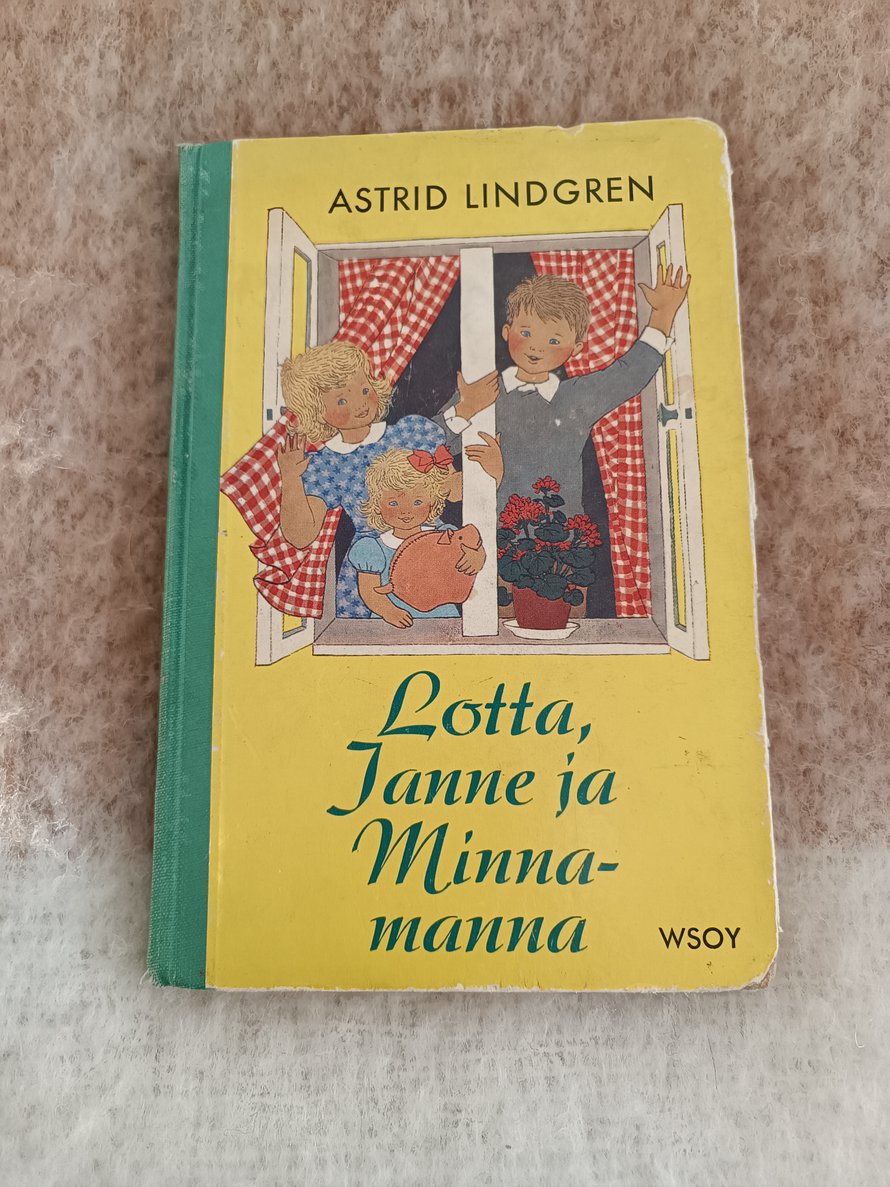 ASTRID LINDGREN
Lotta,
Janne ja
Minna-
manna
WSOY